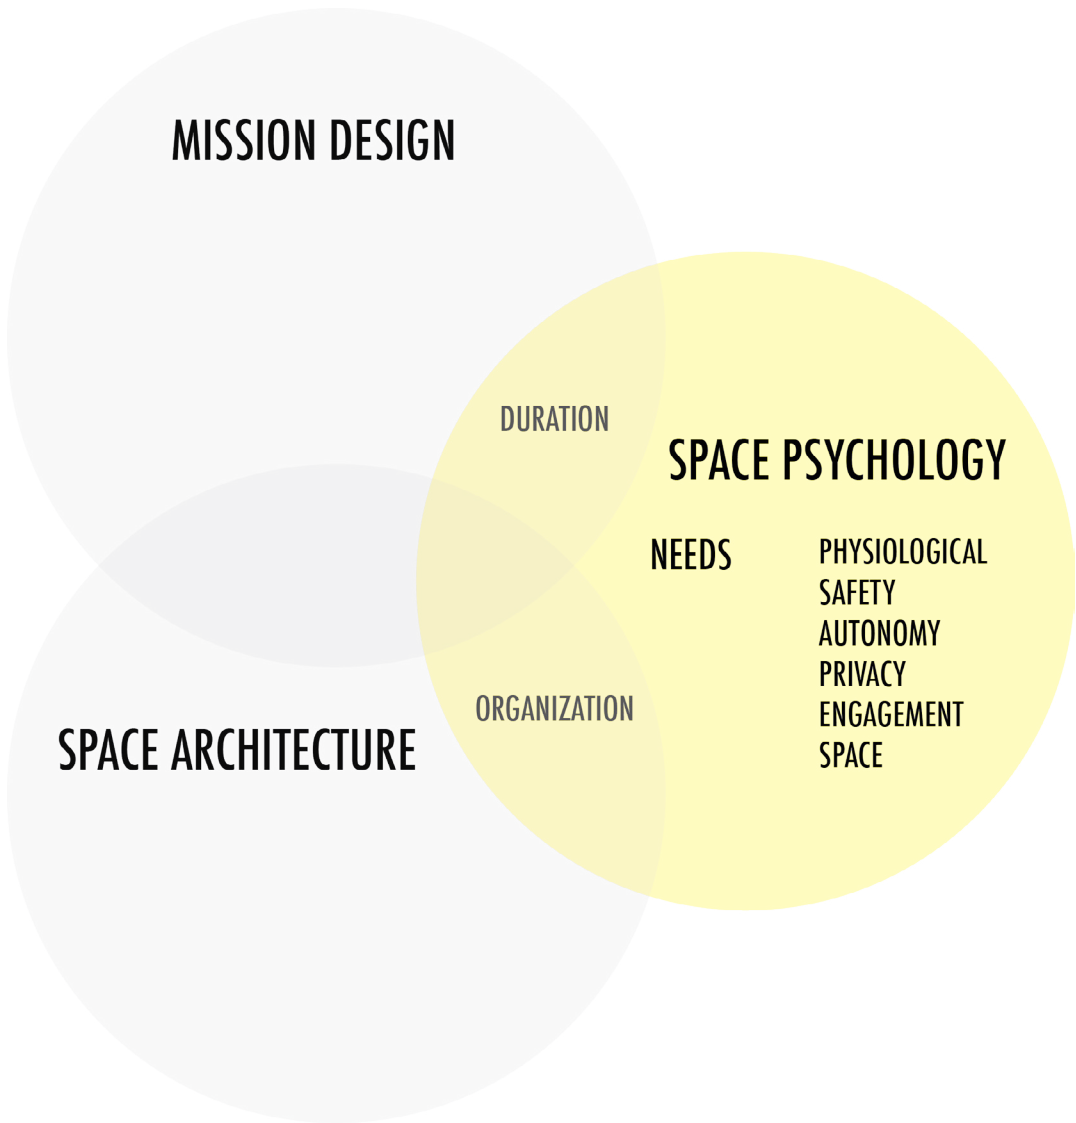 MISSION DESIGN
DURATION
SPACE PSYCHOLOGY
NEEDS
PHYSIOLOGICAL
SAFETY
AUTONOMY
PRIVACY
ENGAGEMENT
SPACE
ORGANIZATION
SPACE ARCHITECTURE